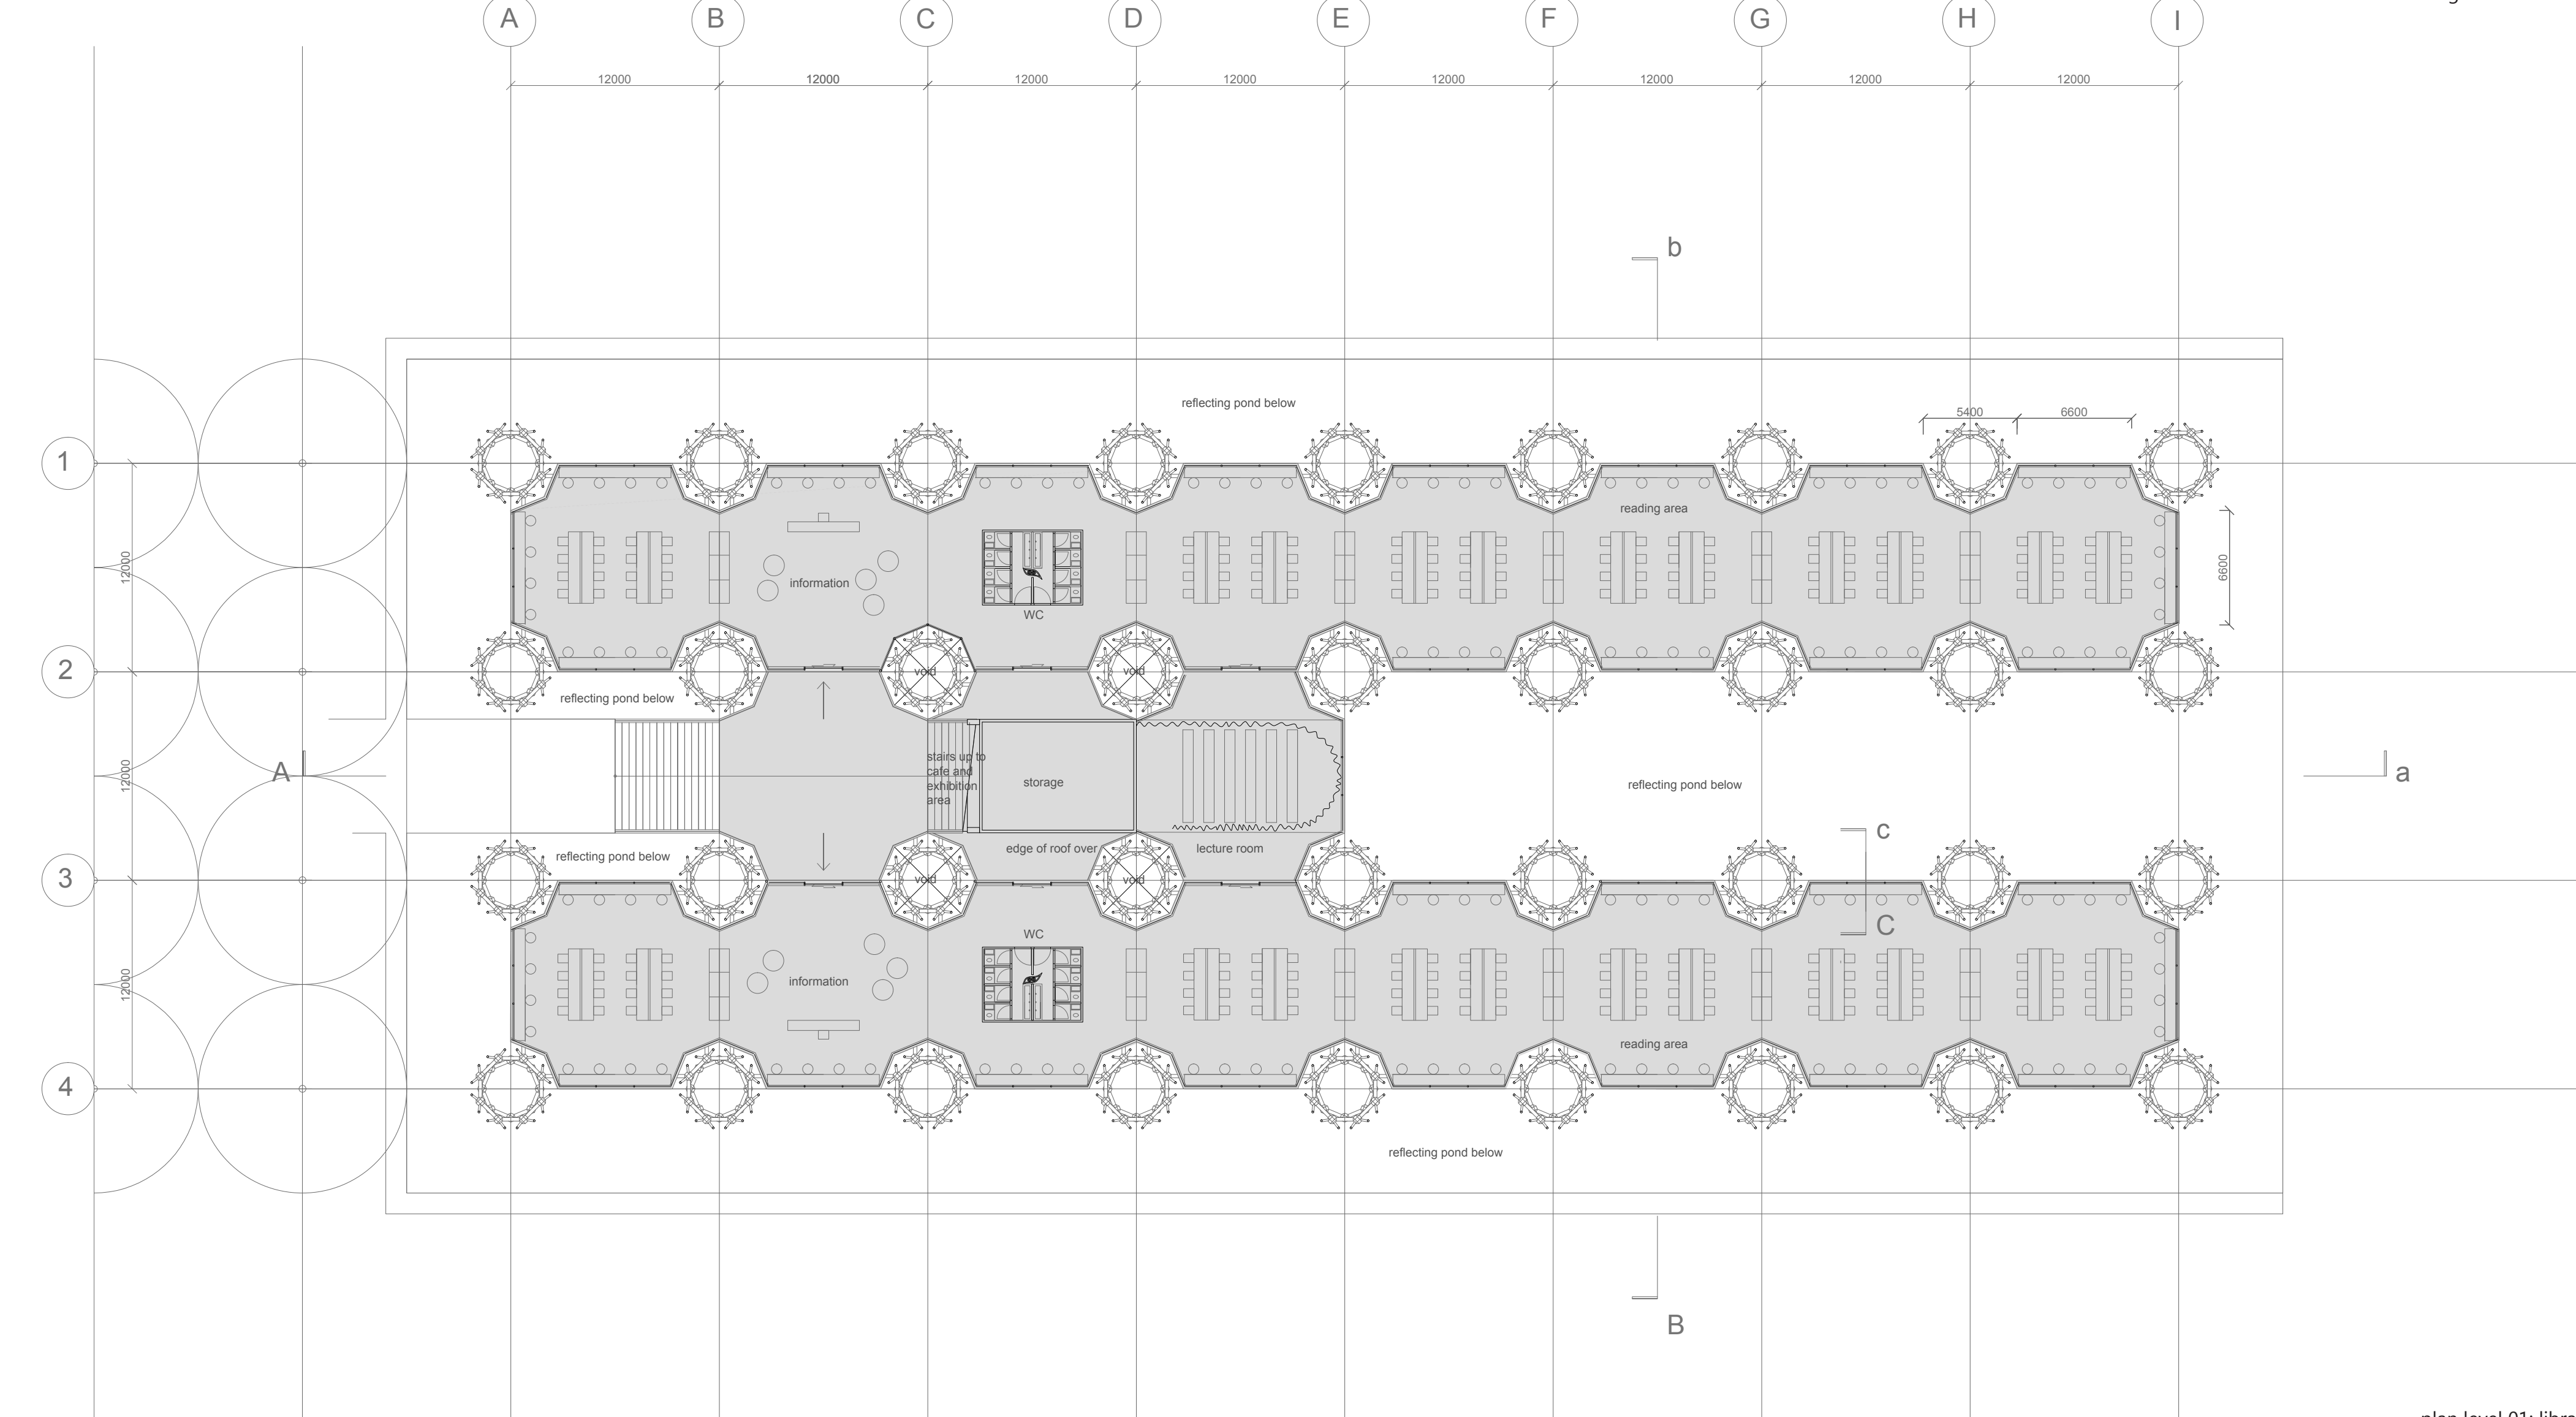 A B C D E F G H I
12000 12000 12000 12000 12000 12000 12000 12000
b
reflecting pond below
5400 6600
1
reading area
12000
6600
information
WC
2
void void
reflecting pond below
stairs up to
cafe and
exhibition
area
storage
A
12000
a
reflecting pond below
c
edge of roof over
lecture room
reflecting pond below
3
void void
C
WC
information
12000
reading area
4
reflecting pond below
B